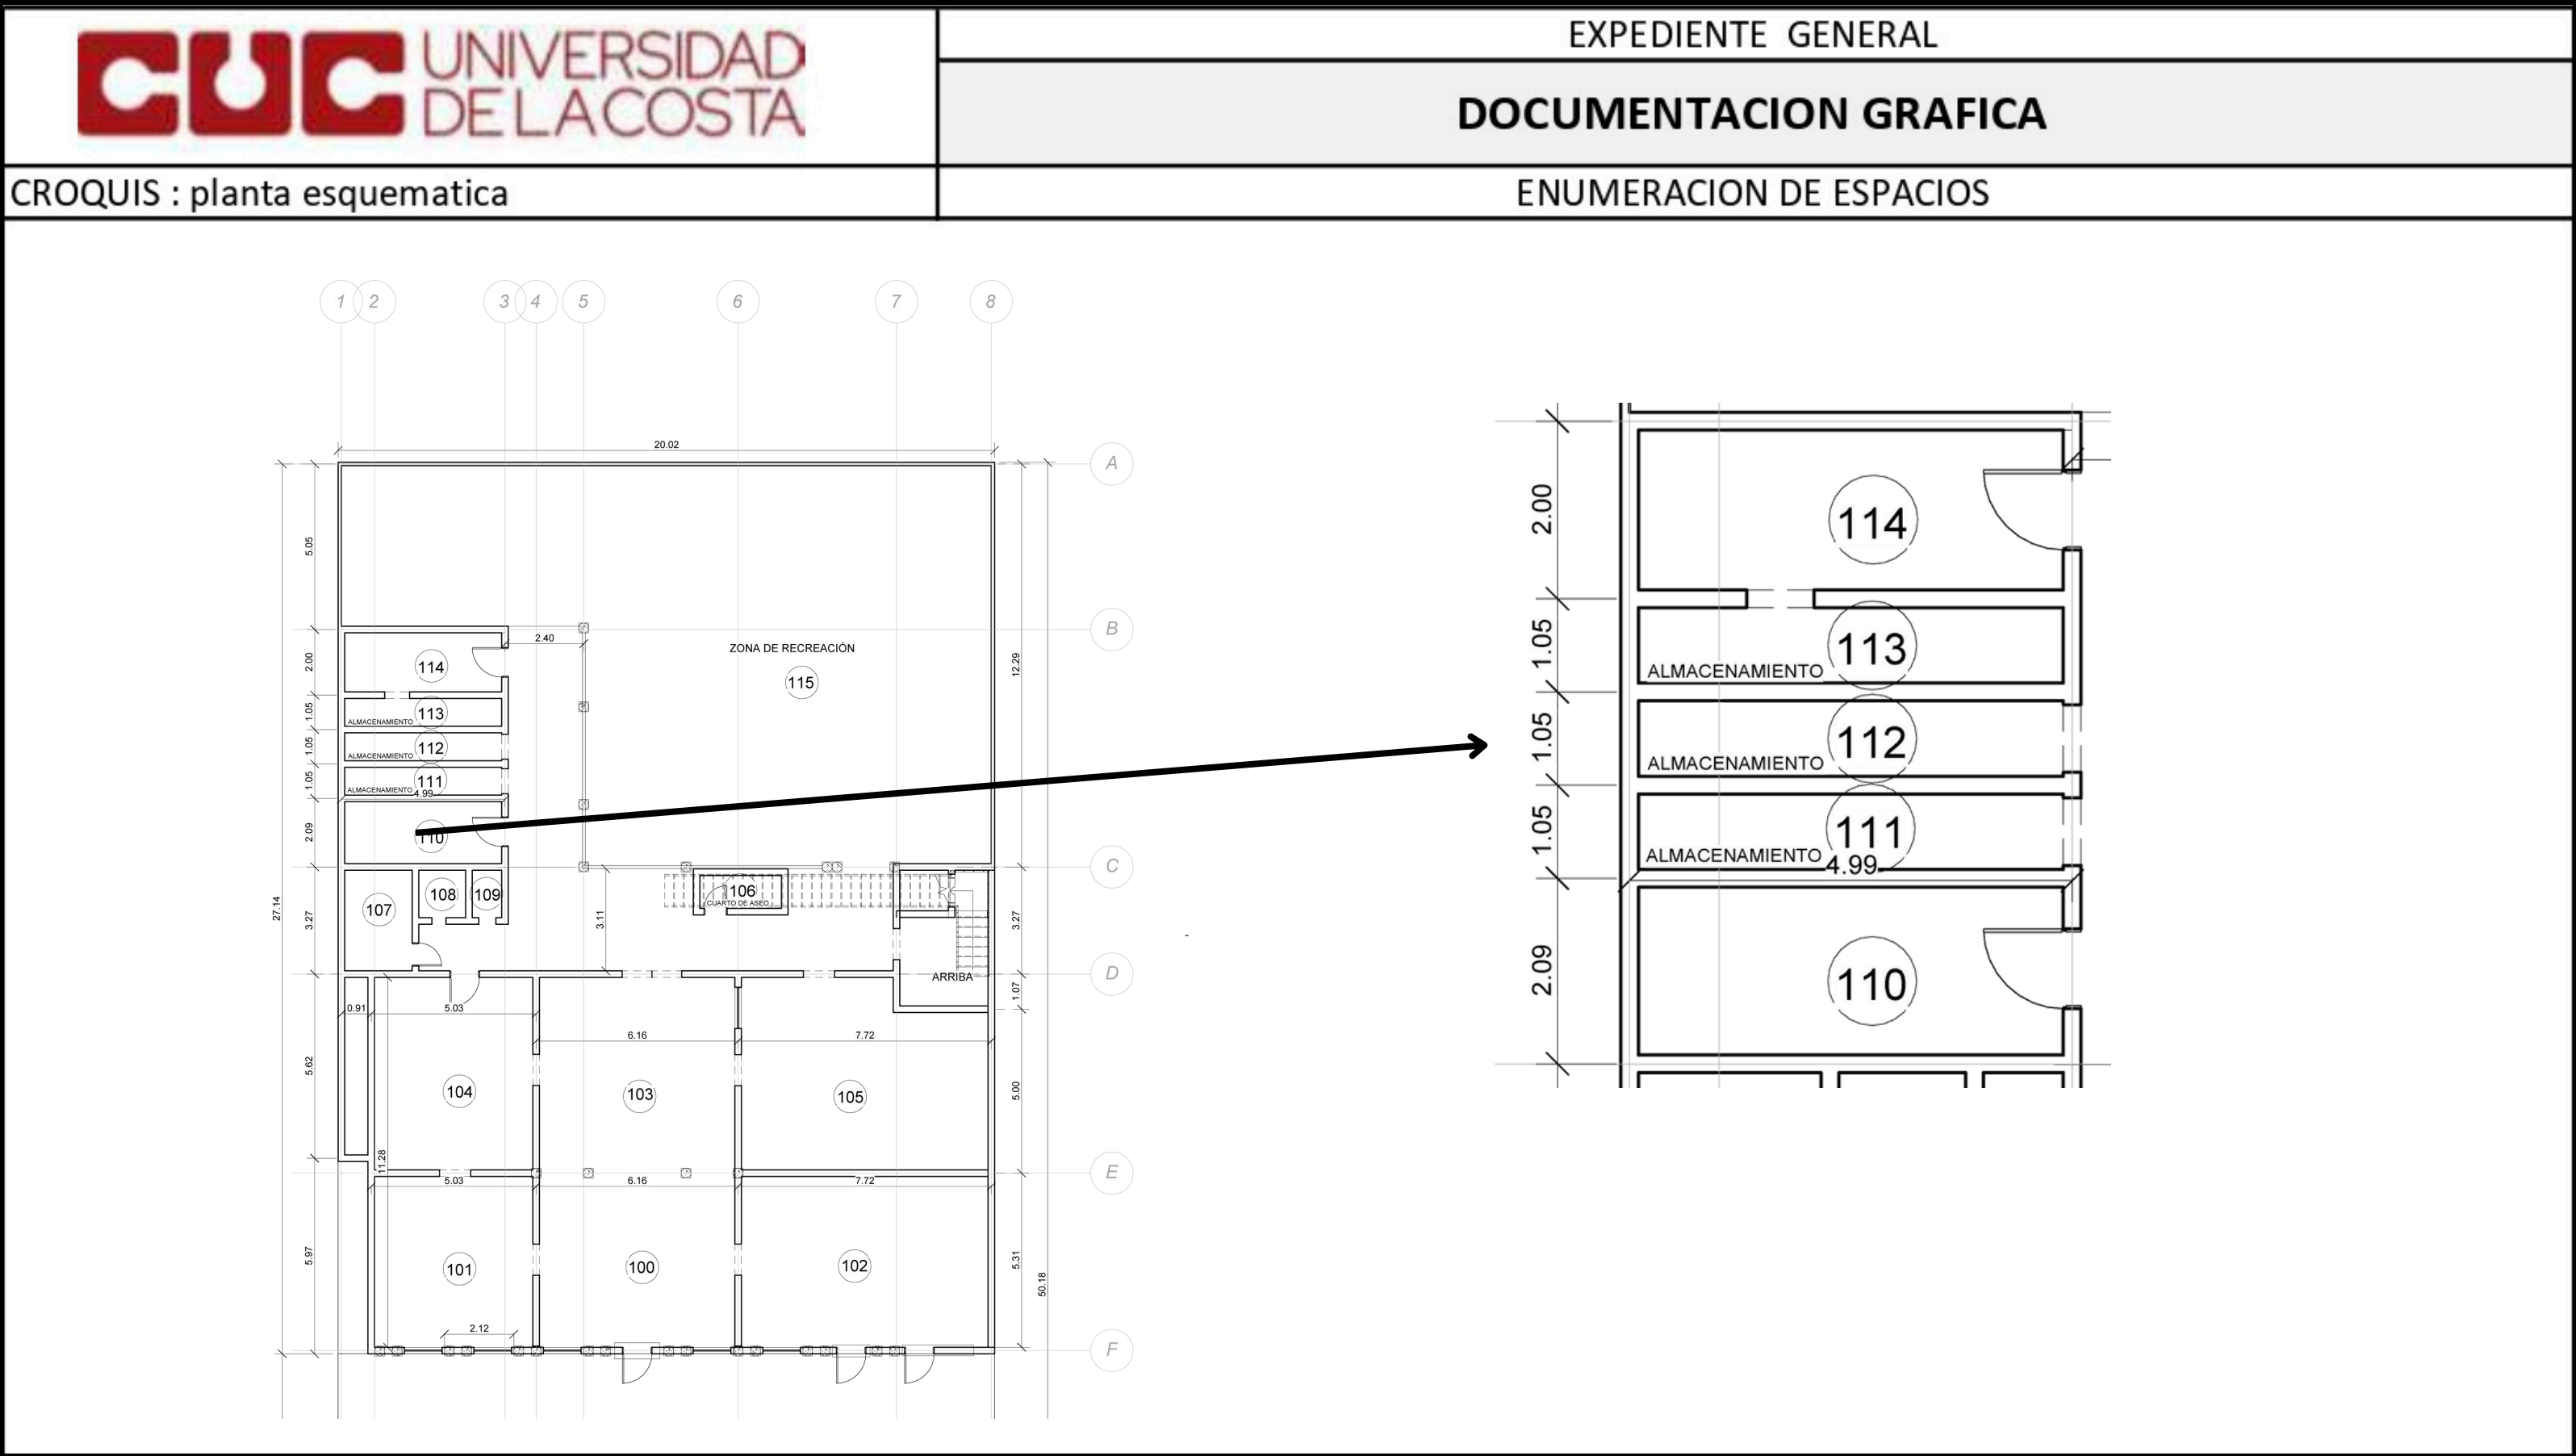 CUC UNIVERSIDAD
DE LA COSTA
EXPEDIENTE GENERAL
DOCUMENTACION GRAFICA
CROQUIS : planta esquematica
ENUMERACION DE ESPACIOS
1 2 3 4 5 6 7 8
20.02
A
5.05
B
2.40
ZONA DE RECREACIÓN
115
12.29
2.00
114
1.05
113
ALMACENAMIENTO
1.05
112
ALMACENAMIENTO
1.05
111
ALMACENAMIENTO
4.99
2.09
110
C
106
CUARTO DE ASEO
107
108
109
3.27
3.11
3.27
27.14
ARRIBA
D
1.07
0.91
5.03
6.16
7.72
5.62
104
103
105
5.00
11.28
E
5.03
6.16
7.72
5.97
101
100
102
5.31
50.18
2.12
F
2.00
114
1.05
113
ALMACENAMIENTO
1.05
112
ALMACENAMIENTO
1.05
111
ALMACENAMIENTO
4.99
2.09
110